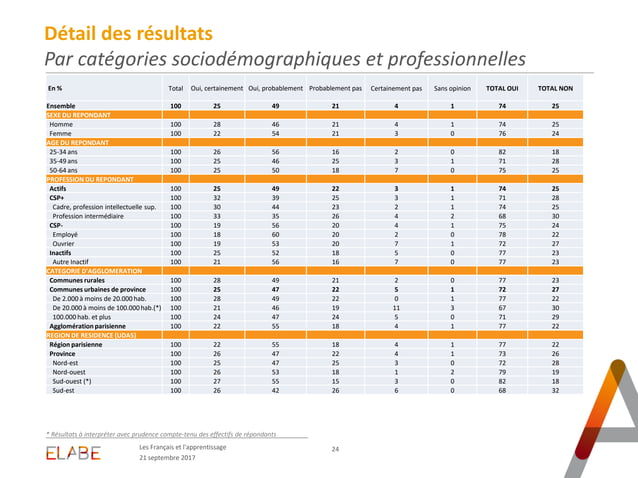 Détail des résultats
Par catégories sociodémographiques et professionnelles
En % Total Oui, certainement Oui, probablement Probablement pas Certainement pas Sans opinion TOTAL OUI TOTAL NON
Ensemble 100 25 49 21 4 1 74 25
SEXE DU REPONDANT
Homme 100 28 46 21 4 1 74 25
Femme 100 22 54 21 3 0 76 24
AGE DU REPONDANT
25-34 ans 100 26 56 16 2 0 82 18
35-49 ans 100 25 46 25 3 1 71 28
50-64 ans 100 25 50 18 7 0 75 25
PROFESSION DU REPONDANT
Actifs 100 25 49 22 3 1 74 25
CSP+ 100 32 39 25 3 1 71 28
Cadre, profession intellectuelle sup. 100 30 44 23 2 1 74 25
Profession intermédiaire 100 33 35 26 4 2 68 30
CSP- 100 19 56 20 4 1 75 24
Employé 100 18 60 20 2 0 78 22
Ouvrier 100 19 53 20 7 1 72 27
Inactifs 100 25 52 18 5 0 77 23
Autre Inactif 100 21 56 16 7 0 77 23
CATEGORIE D'AGGLOMERATION
Communes rurales 100 28 49 21 2 0 77 23
Communes urbaines de province 100 25 47 22 5 1 72 27
De 2.000 à moins de 20.000 hab. 100 28 49 22 0 1 77 22
De 20.000 à moins de 100.000 hab.(*) 100 21 46 19 11 3 67 30
100.000 hab. et plus 100 24 47 24 5 0 71 29
Agglomération parisienne 100 22 55 18 4 1 77 22
REGION DE RESIDENCE (UDA5)
Région parisienne 100 22 55 18 4 1 77 22
Province 100 26 47 22 4 1 73 26
Nord-est 100 25 47 25 3 0 72 28
Nord-ouest 100 26 53 18 1 2 79 19
Sud-ouest (*) 100 27 55 15 3 0 82 18
Sud-est 100 26 42 26 6 0 68 32
* Résultats à interpréter avec prudence compte-tenu des effectifs de répondants
ELABE
Les Français et l'apprentissage
21 septembre 2017
24